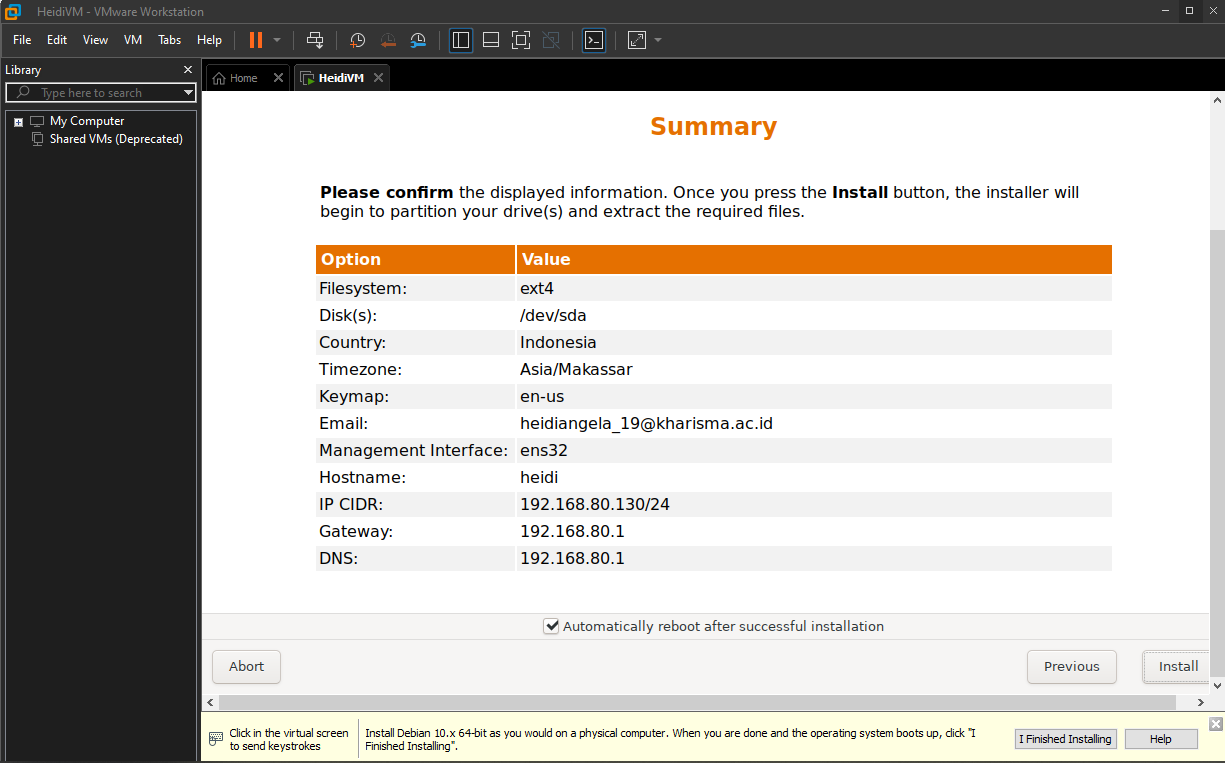 HeidiVM - VMware Workstation
File Edit View VM Tabs Help
Library
Type here to search
My Computer
Shared VMs (Deprecated)
Home
HeidiVM
Summary
Please confirm the displayed information. Once you press the Install button, the installer will
begin to partition your drive(s) and extract the required files.
Option Value
Filesystem: ext4
Disk(s): /dev/sda
Country: Indonesia
Timezone: Asia/Makassar
Keymap: en-us
Email: heidiangela_19@kharisma.ac.id
Management Interface: ens32
Hostname: heidi
IP CIDR: 192.168.80.130/24
Gateway: 192.168.80.1
DNS: 192.168.80.1
Automatically reboot after successful installation
Abort Previous Install
Click in the virtual screen
to send keystrokes
Install Debian 10.x 64-bit as you would on a physical computer. When you are done and the operating system boots up, click "I
Finished Installing".
I Finished Installing
Help